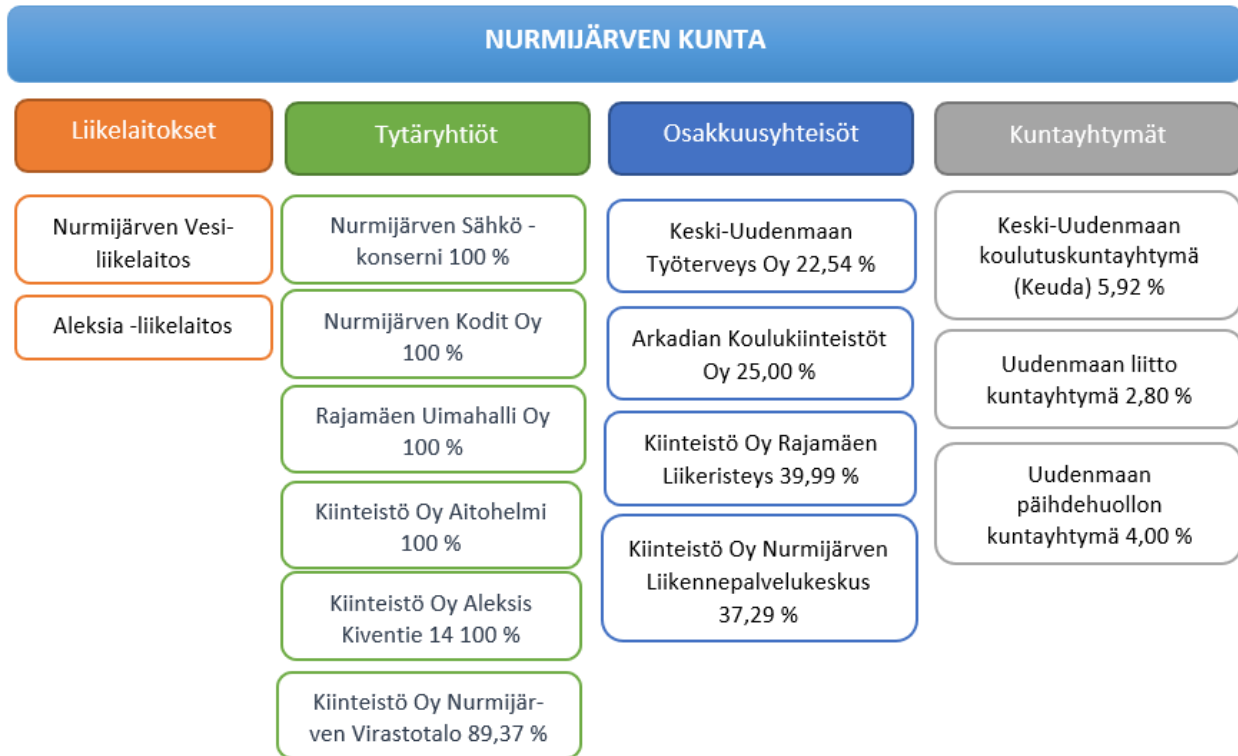 NURMIJÄRVEN KUNTA
Liikelaitokset
Nurmijärven Vesi-
liikelaitos
Aleksia -liikelaitos
Tytäryhtiöt
Nurmijärven Sähkö -
konserni 100 %
Nurmijärven Kodit Oy
100 %
Rajamäen Uimahalli Oy
100 %
Kiinteistö Oy Aitohelmi
100 %
Kiinteistö Oy Aleksis
Kiventie 14 100 %
Kiinteistö Oy Nurmijär-
ven Virastotalo 89,37 %
Osakkuusyhteisöt
Keski-Uudenmaan
Työterveys Oy 22,54 %
Arkadian Koulukiinteistöt
Oy 25,00 %
Kiinteistö Oy Rajamäen
Liikeristeys 39,99 %
Kiinteistö Oy Nurmijärven
Liikennepalvelukeskus
37,29 %
Kuntayhtymät
Keski-Uudenmaan
koulutuskuntayhtymä
(Keuda) 5,92 %
Uudenmaan liitto
kuntayhtymä 2,80 %
Uudenmaan
päihdehuollon
kuntayhtymä 4,00 %